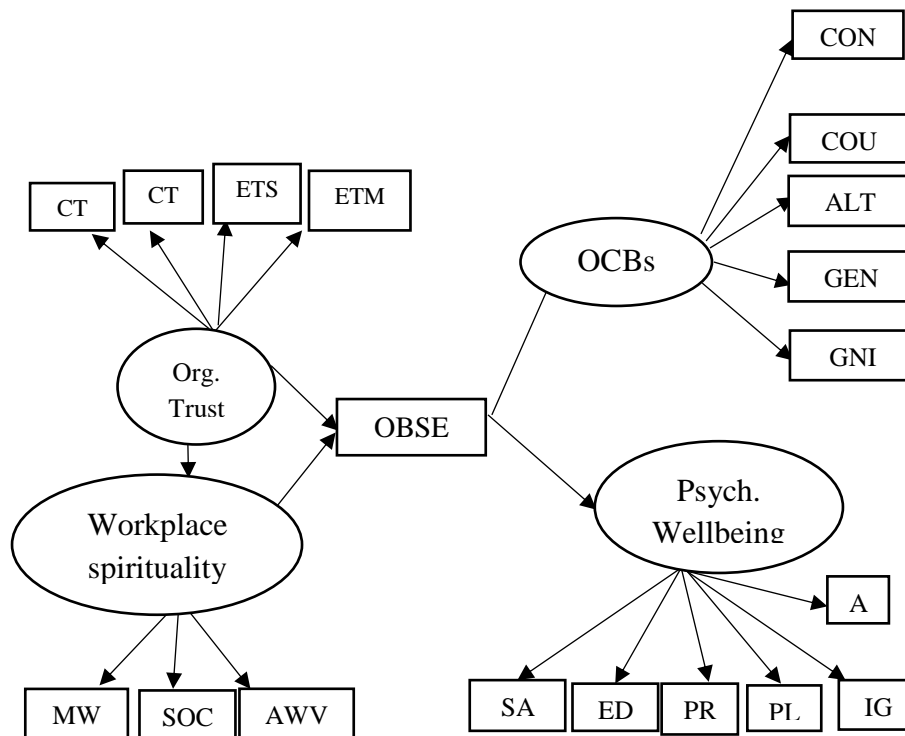 CON
COU
ALT
GEN
GNI
CT
CT
ETS
ETM
OCBs
Org.
Trust
OBSE
Workplace
spirituality
Psych.
Wellbeing
A
MW
SOC
AWV
SA
ED
PR
PL
IG